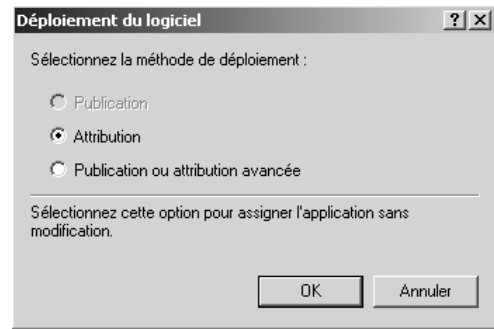 Déploiement du logiciel
Sélectionnez la méthode de déploiement :
Publication
Attribution
Publication ou attribution avancée
Sélectionnez cette option pour assigner l'application sans
modification.
OK Annuler